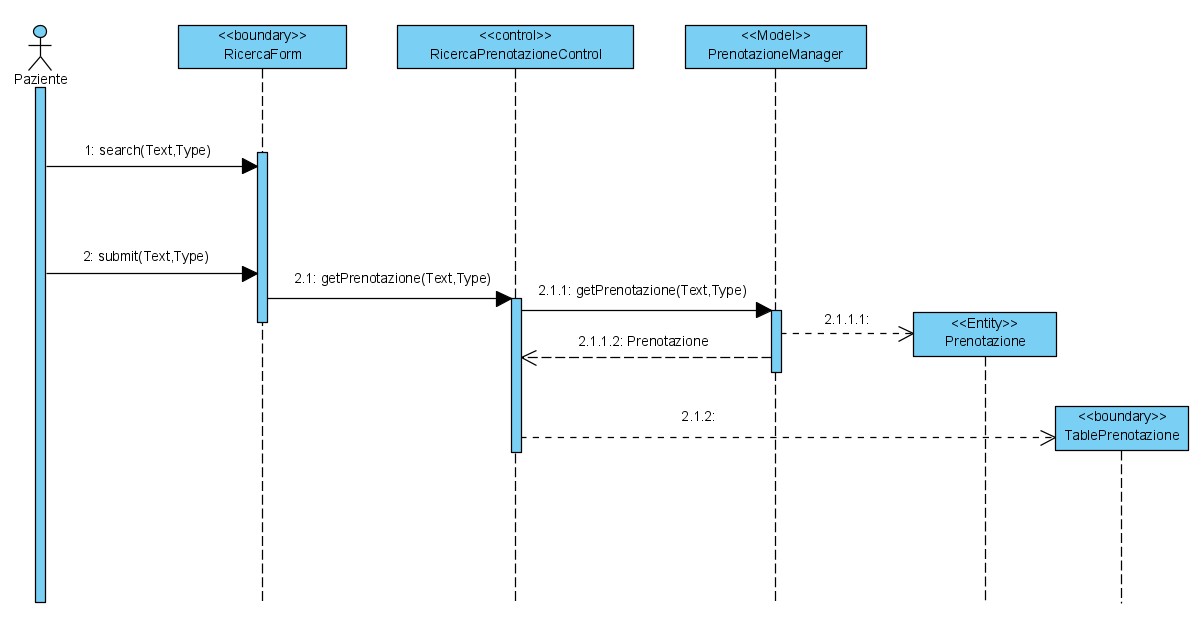 <<boundary>>
RicercaForm
<<control>>
RicercaPrenotazioneControl
<<Model>>
PrenotazioneManager
Paziente
1: search(Text,Type)
2: submit(Text,Type)
2.1: getPrenotazione(Text,Type)
2.1.1: getPrenotazione(Text,Type)
2.1.1.1:
<<Entity>>
Prenotazione
2.1.1.2: Prenotazione
2.1.2:
<<boundary>>
TablePrenotazione